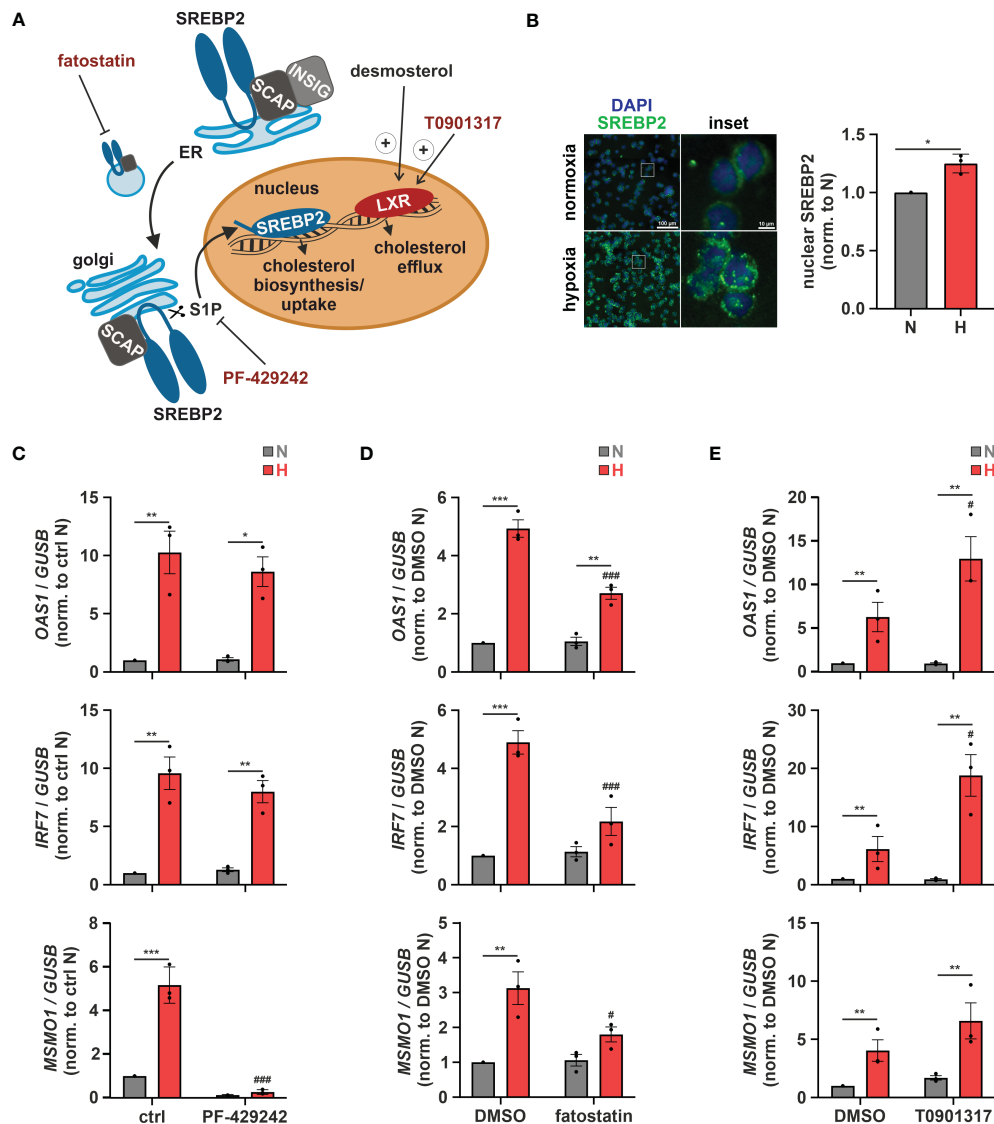 A
SREBP2
fatostatin
SCAP
INSIG
desmosterol
T0901317
+
+
ER
nucleus
LXR
SREBP2
golgi
cholesterol
efflux
cholesterol
biosynthesis/
uptake
S1P
SCAP
PF-429242
SREBP2
B
DAPI
SREBP2
inset
normoxia
100 µm
10 µm
hypoxia
nuclear SREBP2
(norm. to N)
1.5
1.0
0.5
0.0
*
N
H
C
N
H
OAS1 / GUSB
(norm. to ctrl N)
15
10
5
0
**
*
IRF7 / GUSB
(norm. to ctrl N)
15
10
5
0
**
**
MSMO1 / GUSB
(norm. to ctrl N)
8
6
4
2
0
***
###
ctrl
PF-429242
D
N
H
OAS1 / GUSB
(norm. to DMSO N)
6
4
2
0
***
**
###
IRF7 / GUSB
(norm. to DMSO N)
6
4
2
0
***
###
MSMO1 / GUSB
(norm. to DMSO N)
5
4
3
2
1
0
**
#
DMSO
fatostatin
E
N
H
OAS1 / GUSB
(norm. to DMSO N)
20
15
10
5
0
**
**
#
IRF7 / GUSB
(norm. to DMSO N)
30
20
10
0
**
**
#
MSMO1 / GUSB
(norm. to DMSO N)
15
10
5
0
**
**
DMSO
T0901317